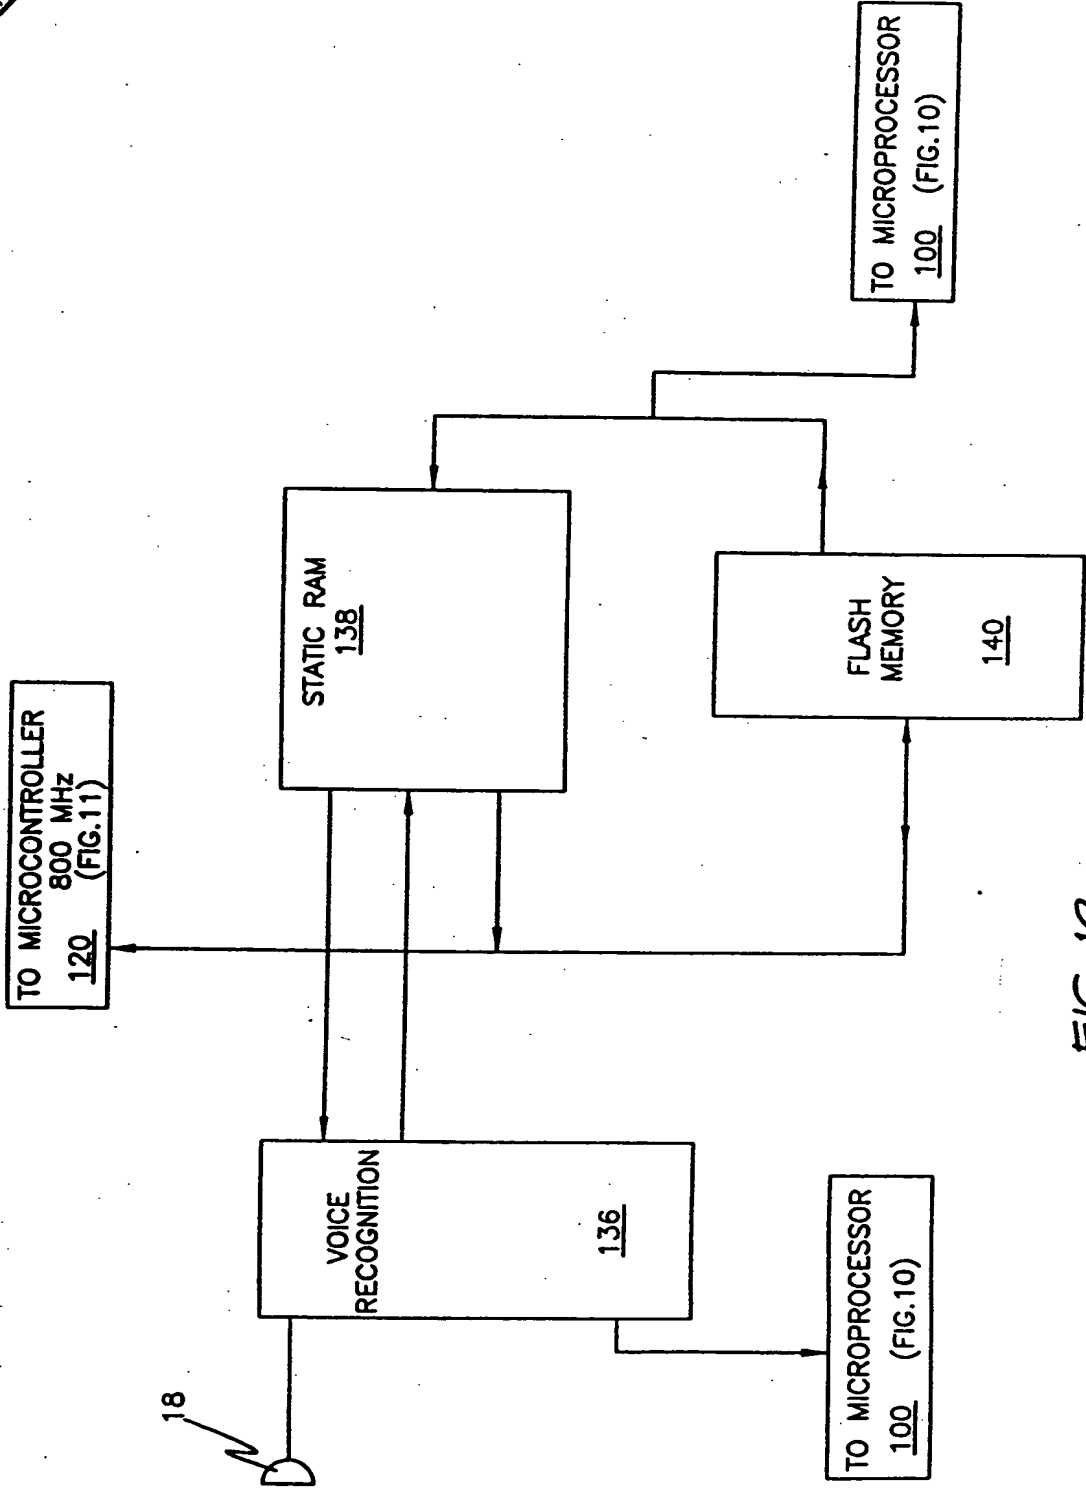 TO MICROCONTROLLER
800 MHz
120 (FIG.11)
18
VOICE
RECOGNITION
136
STATIC RAM
138
TO MICROPROCESSOR
100 (FIG.10)
FLASH
MEMORY
140
TO MICROPROCESSOR
100 (FIG.10)
FIG.